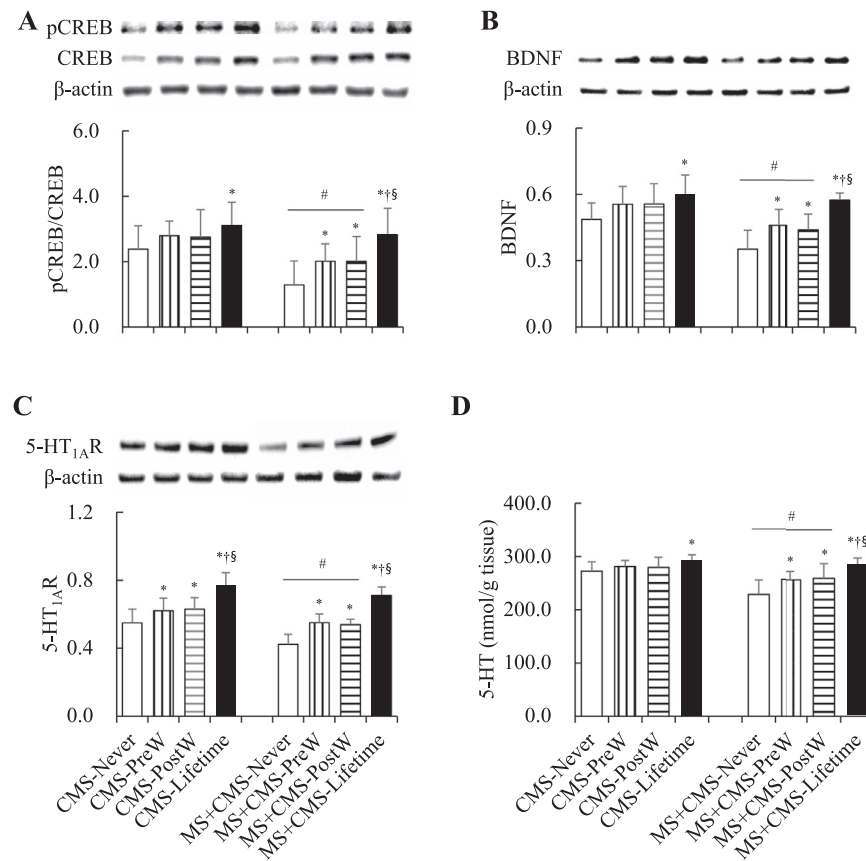 A
pCREB
CREB
β-actin
6.0
4.0
2.0
0.0
pCREB/CREB
*
#
*
*
*†§
B
BDNF
β-actin
0.9
0.6
0.3
0
BDNF
*
#
*
*
*†§
C
5-HT1AR
β-actin
1.2
0.8
0.4
0.0
5-HT1AR
*
*
*†§
#
*
*
*†§
CMS-Never
CMS-PreW
CMS-PostW
CMS-Lifetime
MS+CMS-Never
MS+CMS-PreW
MS+CMS-PostW
MS+CMS-Lifetime
D
400.0
300.0
200.0
100.0
0.0
5-HT (nmol/g tissue)
*
#
*
*
*†§
CMS-Never
CMS-PreW
CMS-PostW
CMS-Lifetime
MS+CMS-Never
MS+CMS-PreW
MS+CMS-PostW
MS+CMS-Lifetime